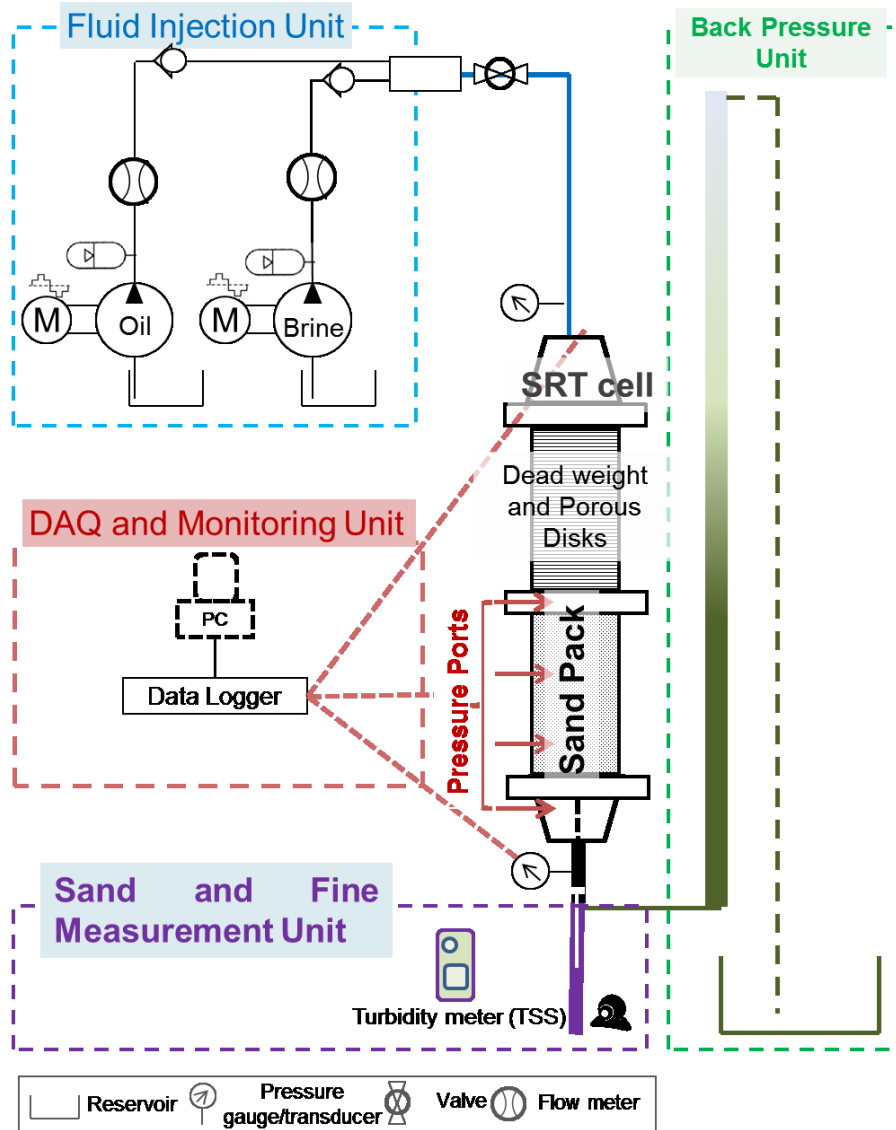 Fluid Injection Unit
Back Pressure
Unit
M
Oil
M
Brine
SRT cell
Dead weight
and Porous
Disks
DAQ and Monitoring Unit
PC
Data Logger
Pressure Ports
Sand Pack
Sand and Fine
Measurement Unit
Turbidity meter (TSS)
Reservoir
Pressure
gauge/transducer
Valve
Flow meter